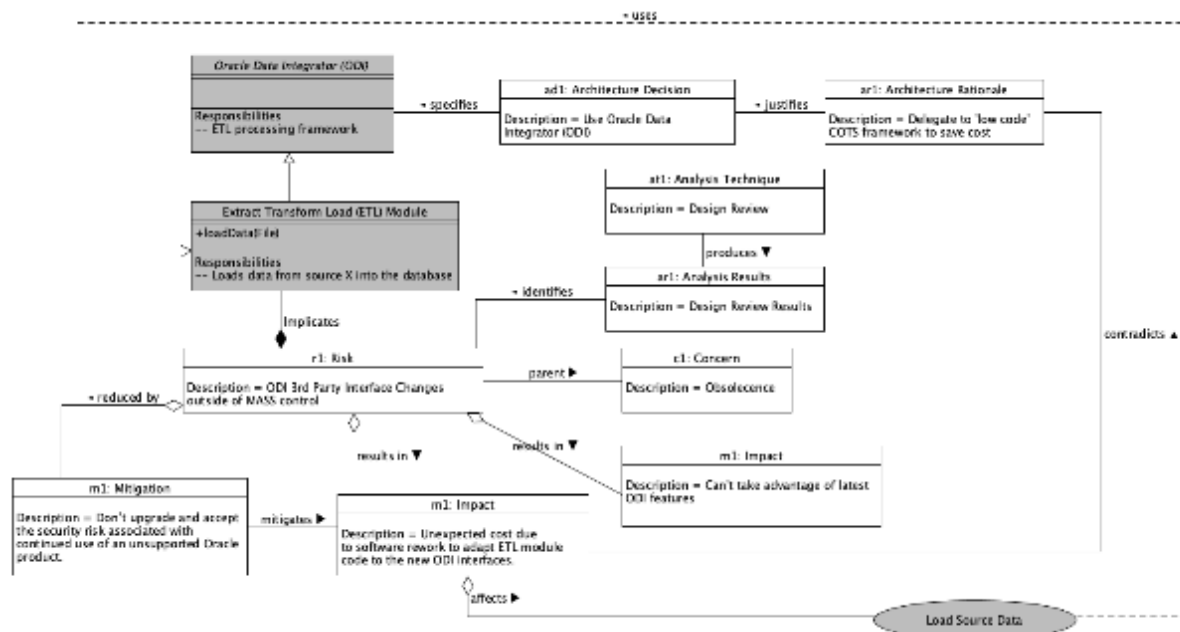 ◂ uses
Oracle Data Integrator (ODI)
Responsibilities
-- ETL processing framework
◂ specifies
ad1: Architecture Decision
Description = Use Oracle Data
Integrator (ODI)
◂ justifies
ar1: Architecture Rationale
Description = Delegate to 'low code'
COTS framework to save cost
at1: Analysis Technique
Description = Design Review
produces ▼
Extract Transform Load (ETL) Module
+loadData(File)
Responsibilities
-- Loads data from source X into the database
ar1: Analysis Results
Description = Design Review Results
◂ identifies
Implicates
contradicts ▲
r1: Risk
Description = ODI 3rd Party Interface Changes
outside of MASS control
parent ▶
c1: Concern
Description = Obsolecence
◂ reduced by
results in ▼
results in ▼
m1: Impact
Description = Can't take advantage of latest
ODI features
m1: Mitigation
Description = Don't upgrade and accept
the security risk associated with
continued use of an unsupported Oracle
product.
mitigates ▶
m1: Impact
Description = Unexpected cost due
to software rework to adapt ETL module
code to the new ODI interfaces.
affects ▶
Load Source Data